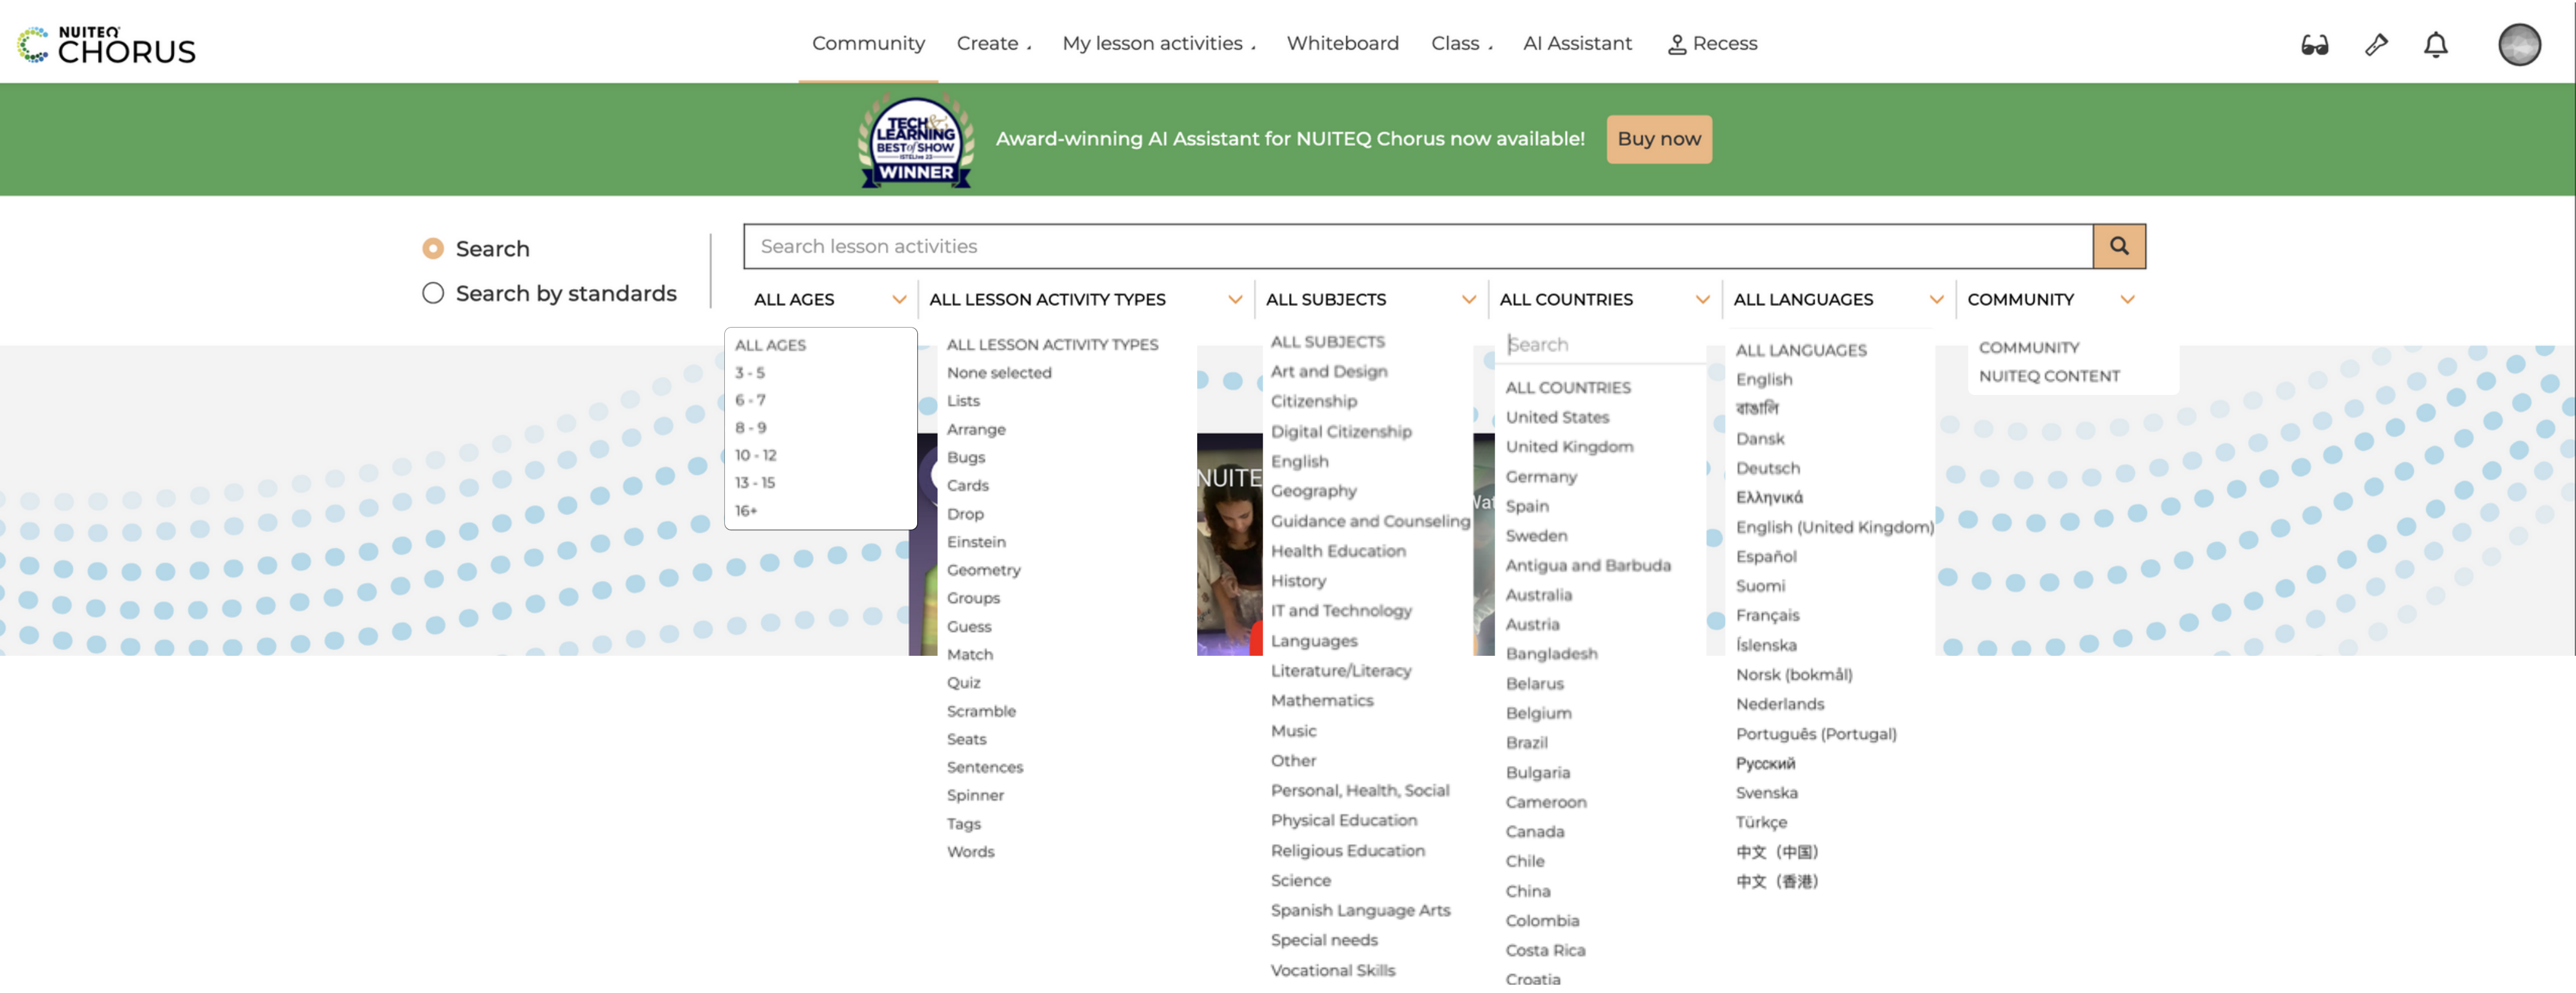 NUITEQ
CHORUS
Community
Create
My lesson activities
Whiteboard
Class
AI Assistant
Recess
TECH &
LEARNING
BEST of SHOW
ISTELive 23
WINNER
Award-winning AI Assistant for NUITEQ Chorus now available!
Buy now
Search
Search by standards
Search lesson activities
ALL AGES
ALL LESSON ACTIVITY TYPES
ALL SUBJECTS
ALL COUNTRIES
ALL LANGUAGES
COMMUNITY
ALL AGES
3 - 5
6 - 7
8 - 9
10 - 12
13 - 15
16+
ALL LESSON ACTIVITY TYPES
None selected
Lists
Arrange
Bugs
Cards
Drop
Einstein
Geometry
Groups
Guess
Match
Quiz
Scramble
Seats
Sentences
Spinner
Tags
Words
NUITE
ALL SUBJECTS
Art and Design
Citizenship
Digital Citizenship
English
Geography
Guidance and Counseling
Health Education
History
IT and Technology
Languages
Literature/Literacy
Mathematics
Music
Other
Personal, Health, Social
Physical Education
Religious Education
Science
Spanish Language Arts
Special needs
Vocational Skills
Wat
Search
ALL COUNTRIES
United States
United Kingdom
Germany
Spain
Sweden
Antigua and Barbuda
Australia
Austria
Bangladesh
Belarus
Belgium
Brazil
Bulgaria
Cameroon
Canada
Chile
China
Colombia
Costa Rica
Croatia
ALL LANGUAGES
English
বাঙালি
Dansk
Deutsch
Ελληνικά
English (United Kingdom)
Español
Suomi
Français
Íslenska
Norsk (bokmål)
Nederlands
Português (Portugal)
Русский
Svenska
Türkçe
中文（中国）
中文（香港）
COMMUNITY
NUITEQ CONTENT